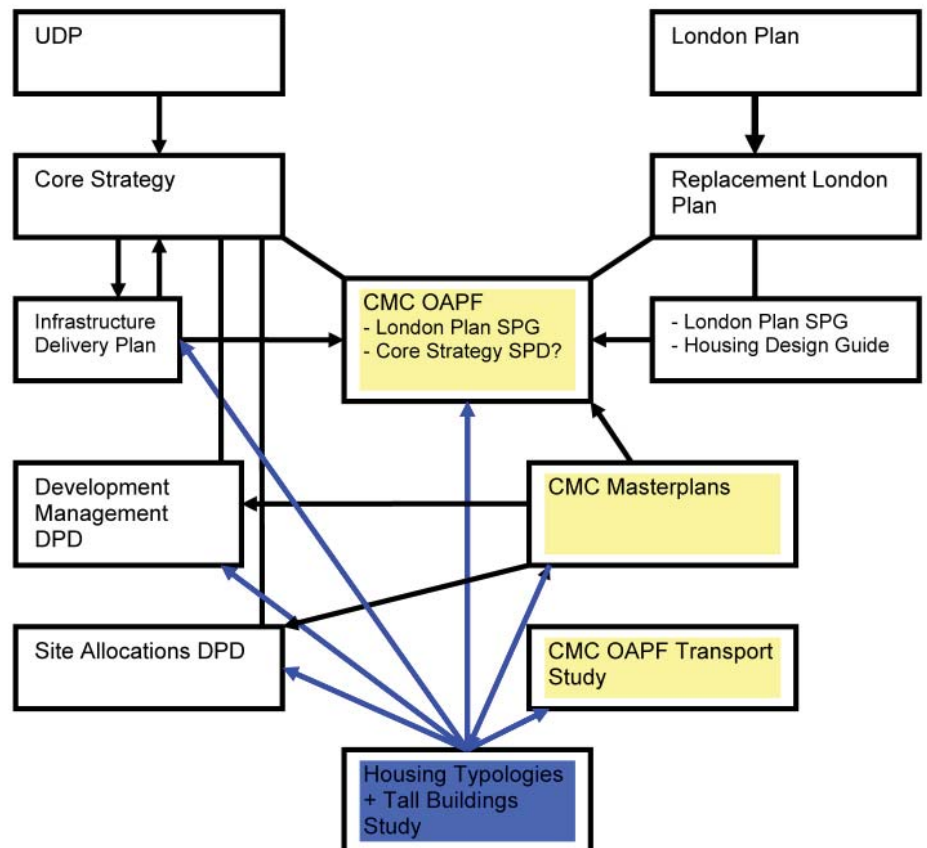 UDP
London Plan
Core Strategy
Replacement London
Plan
Infrastructure
Delivery Plan
CMC OAPF
- London Plan SPG
- Core Strategy SPD?
- London Plan SPG
- Housing Design Guide
Development
Management
DPD
CMC Masterplans
Site Allocations DPD
CMC OAPF Transport
Study
Housing Typologies
+ Tall Buildings
Study